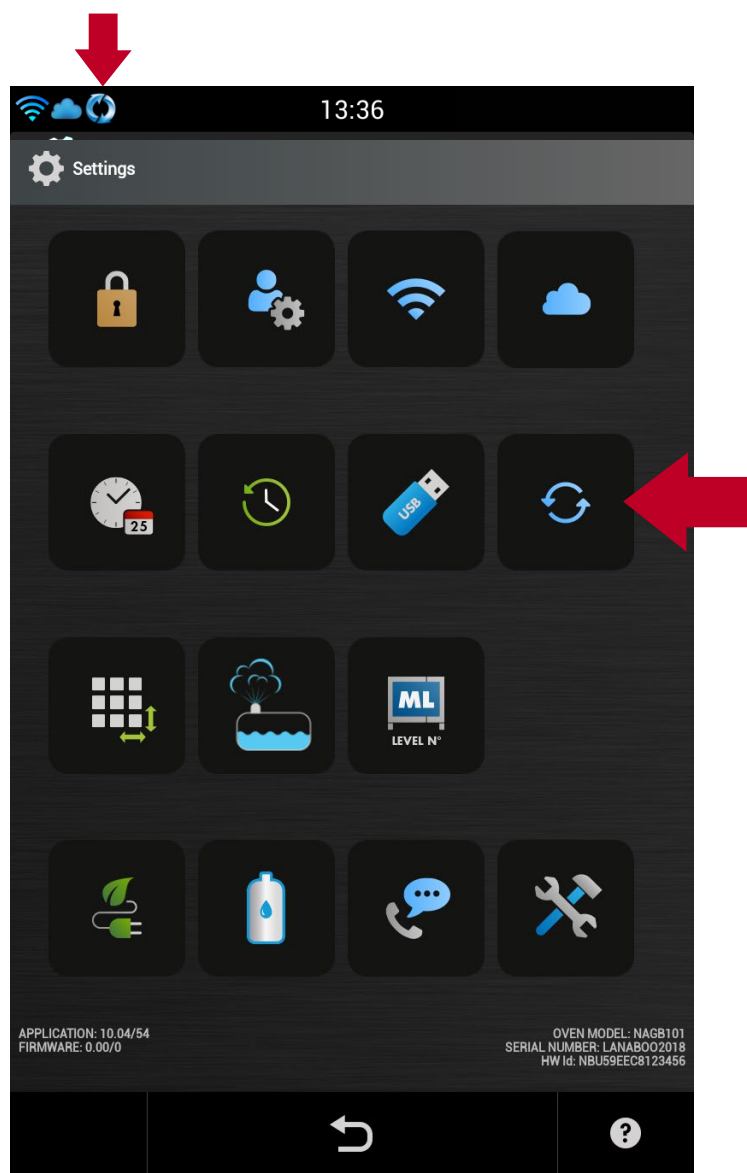 13:36
Settings
25
USB
ML
LEVEL N°
APPLICATION: 10.04/54
FIRMWARE: 0.00/0
OVEN MODEL: NAGB101
SERIAL NUMBER: LANABOO2018
HW Id: NBU59EEC8123456
?